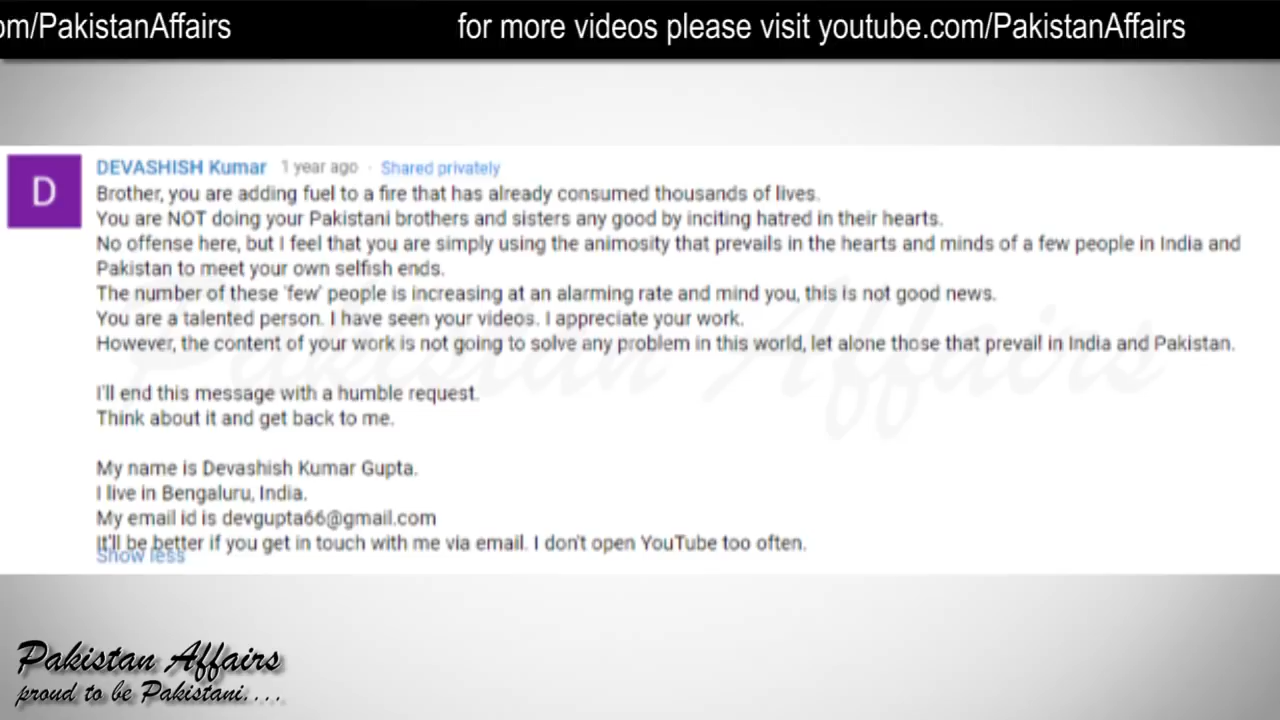 om/PakistanAffairs for more videos please visit youtube.com/PakistanAffairs
D
DEVASHISH Kumar 1 year ago · Shared privately
Brother, you are adding fuel to a fire that has already consumed thousands of lives.
You are NOT doing your Pakistani brothers and sisters any good by inciting hatred in their hearts.
No offense here, but I feel that you are simply using the animosity that prevails in the hearts and minds of a few people in India and
Pakistan to meet your own selfish ends.
The number of these 'few' people is increasing at an alarming rate and mind you, this is not good news.
You are a talented person. I have seen your videos. I appreciate your work.
However, the content of your work is not going to solve any problem in this world, let alone those that prevail in India and Pakistan.
I'll end this message with a humble request.
Think about it and get back to me.
My name is Devashish Kumar Gupta.
I live in Bengaluru, India.
My email id is devgupta66@gmail.com
It'll be better if you get in touch with me via email. I don't open YouTube too often.
Show less
Pakistan Affairs
Pakistan Affairs
proud to be Pakistani....